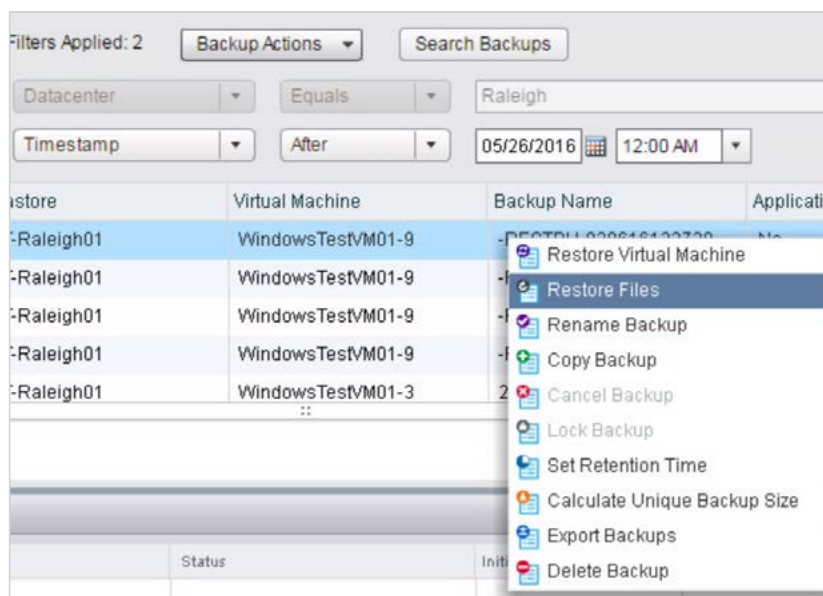 Filters Applied: 2 Backup Actions Search Backups
Datacenter Equals Raleigh
Timestamp After 05/26/2016 12:00 AM
Virtual Machine Backup Name
-Raleigh01 WindowsTestVM01-9
Restore Virtual Machine
-Raleigh01 WindowsTestVM01-9
Restore Files
-Raleigh01 WindowsTestVM01-9
Rename Backup
-Raleigh01 WindowsTestVM01-9
Copy Backup
-Raleigh01 WindowsTestVM01-3 2
Cancel Backup
Lock Backup
Set Retention Time
Calculate Unique Backup Size
Export Backups
Status
Delete Backup